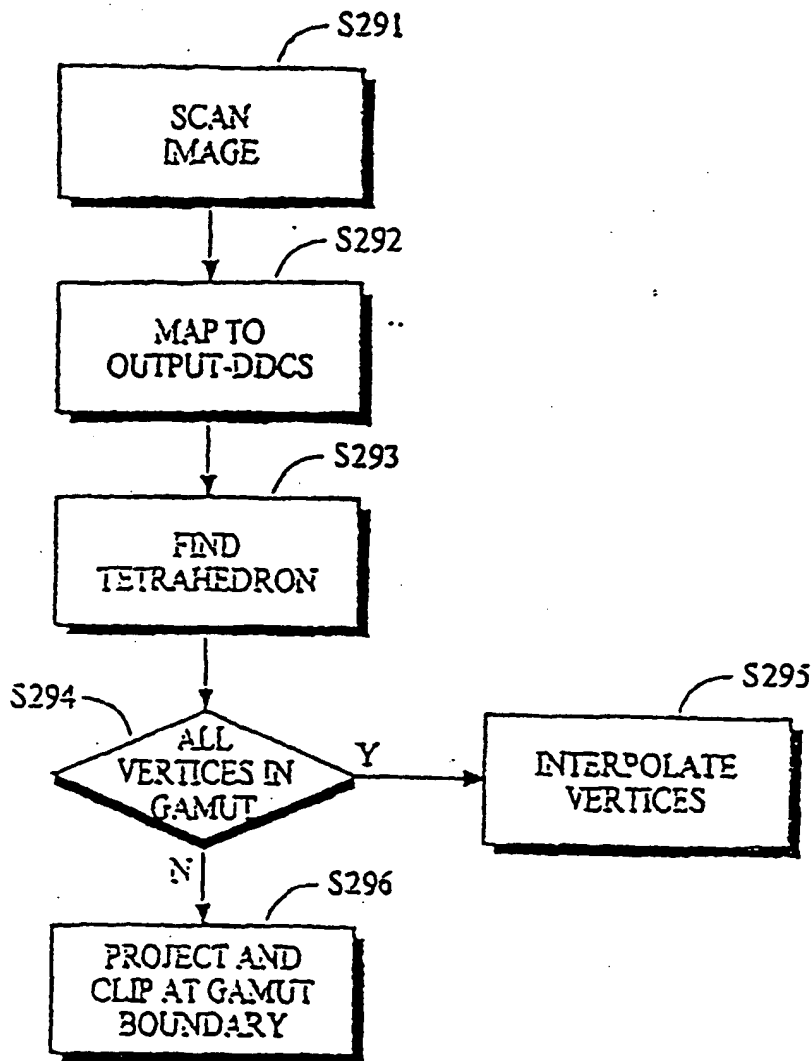 S291
SCAN
IMAGE
S292
MAP TO
OUTPUT-DDCS
S293
FIND
TETRAHEDRON
S294
ALL
VERTICES IN
GAMUT
Y
S295
INTERPOLATE
VERTICES
N
S296
PROJECT AND
CLIP AT GAMUT
BOUNDARY